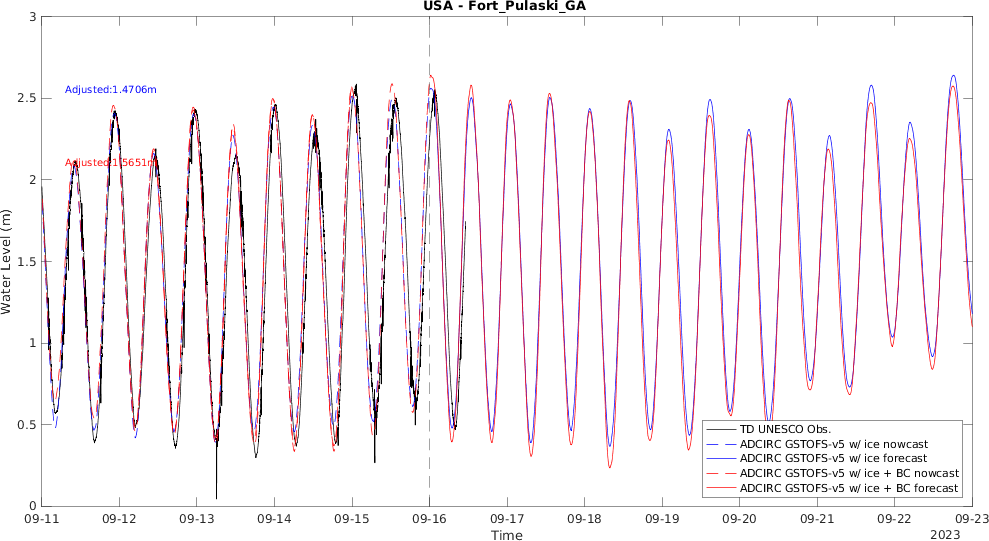 USA - Fort_Pulaski_GA
3
2.5
2
1.5
1
0.5
0
Water Level (m)
Adjusted:1.4706m
Adjusted:1.5651m
TD UNESCO Obs.
ADCIRC GSTOFS-v5 w/ ice nowcast
ADCIRC GSTOFS-v5 w/ ice forecast
ADCIRC GSTOFS-v5 w/ ice + BC nowcast
ADCIRC GSTOFS-v5 w/ ice + BC forecast
09-11 09-12 09-13 09-14 09-15 09-16 09-17 09-18 09-19 09-20 09-21 09-22 09-23
Time
2023